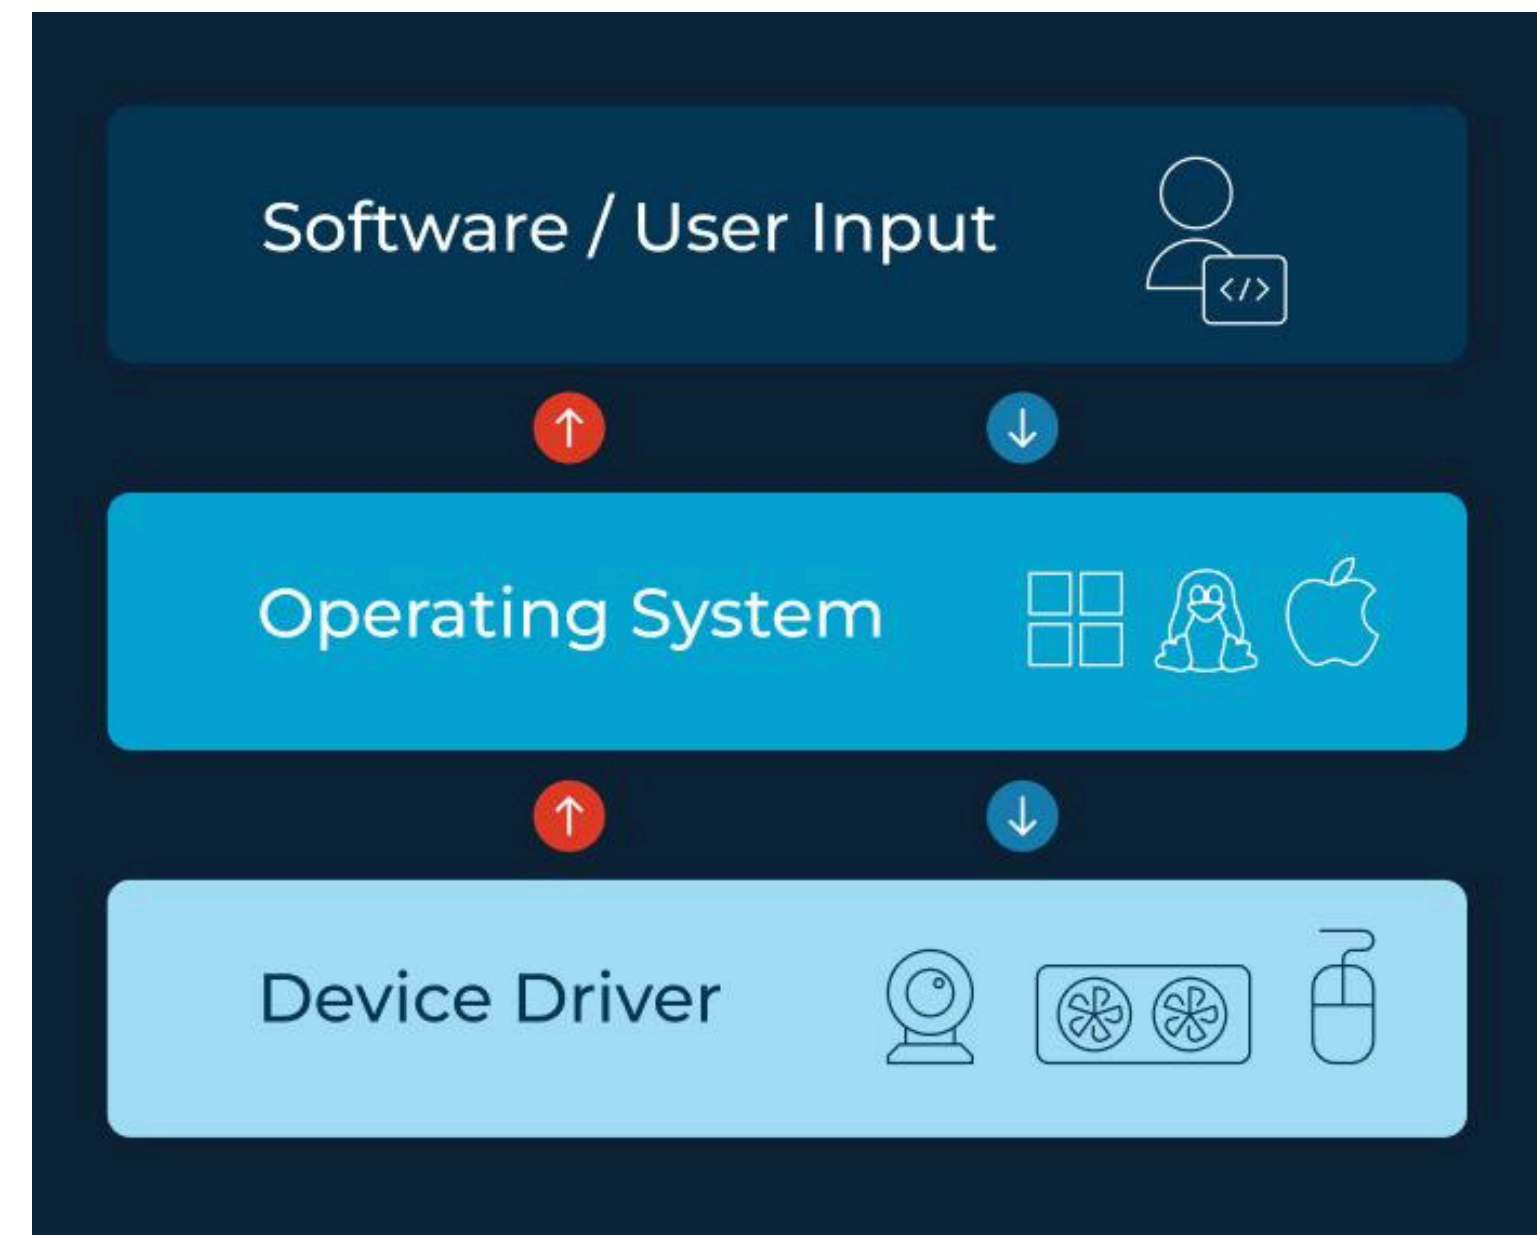 Software / User Input
</>
Operating System
Device Driver